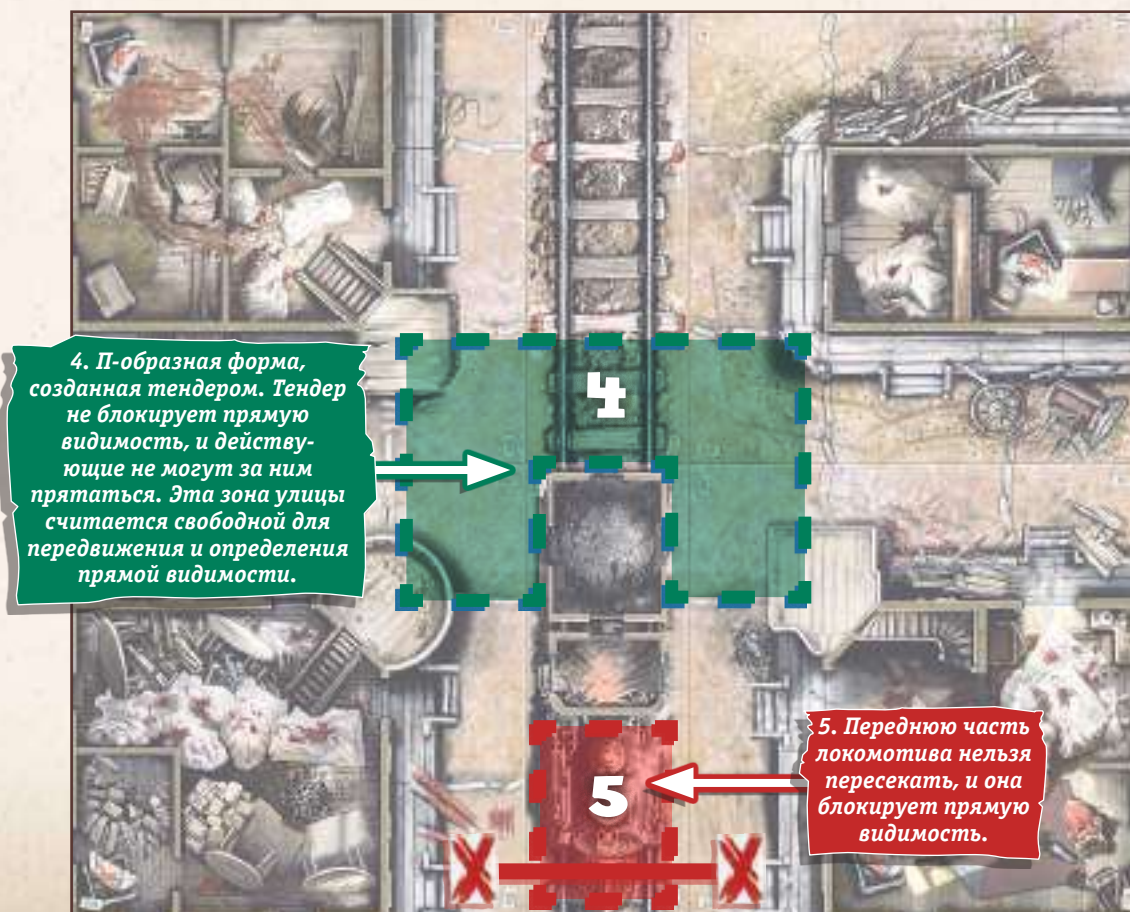 4. П-образная форма,
созданная тендером. Тендер
не блокирует прямую
видимость, и действу-
ющие не могут за ним
прятаться. Эта зона улицы
считается свободной для
передвижения и определения
прямой видимости.
4
5. Переднюю часть
локомотива нельзя
пересекать, и она
блокирует прямую
видимость.
5
X
X